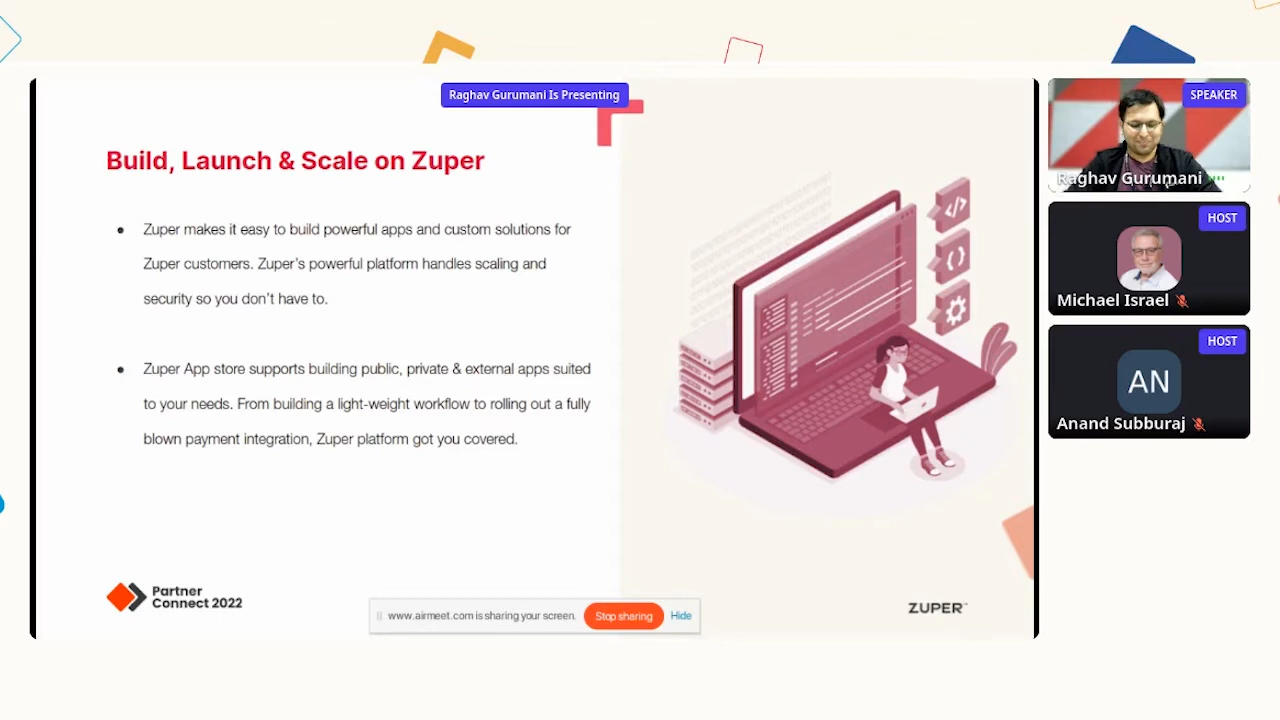 Raghav Gurumani Is Presenting
Build, Launch & Scale on Zuper
● Zuper makes it easy to build powerful apps and custom solutions for
Zuper customers. Zuper's powerful platform handles scaling and
security so you don't have to.
● Zuper App store supports building public, private & external apps suited
to your needs. From building a light-weight workflow to rolling out a fully
blown payment integration, Zuper platform got you covered.
Partner
Connect 2022
www.airmeet.com is sharing your screen.
Stop sharing
Hide
ZUPER
SPEAKER
Raghav Gurumani
HOST
Michael Israel
HOST
AN
Anand Subburaj